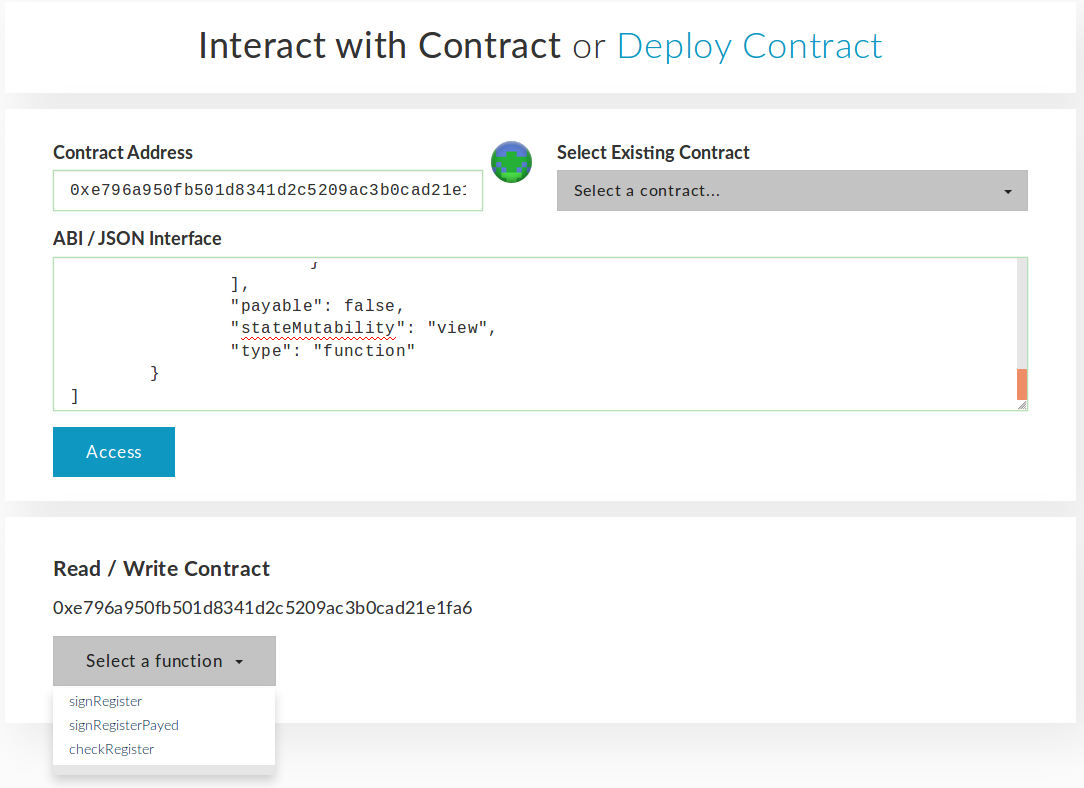 Interact with Contract or Deploy Contract
Contract Address
Select Existing Contract
0xe796a950fb501d8341d2c5209ac3b0cad21e1
Select a contract...
ABI / JSON Interface
}
],
"payable": false,
"stateMutability": "view",
"type": "function"
}
]
Access
Read / Write Contract
0xe796a950fb501d8341d2c5209ac3b0cad21e1fa6
Select a function
signRegister
signRegisterPayed
checkRegister